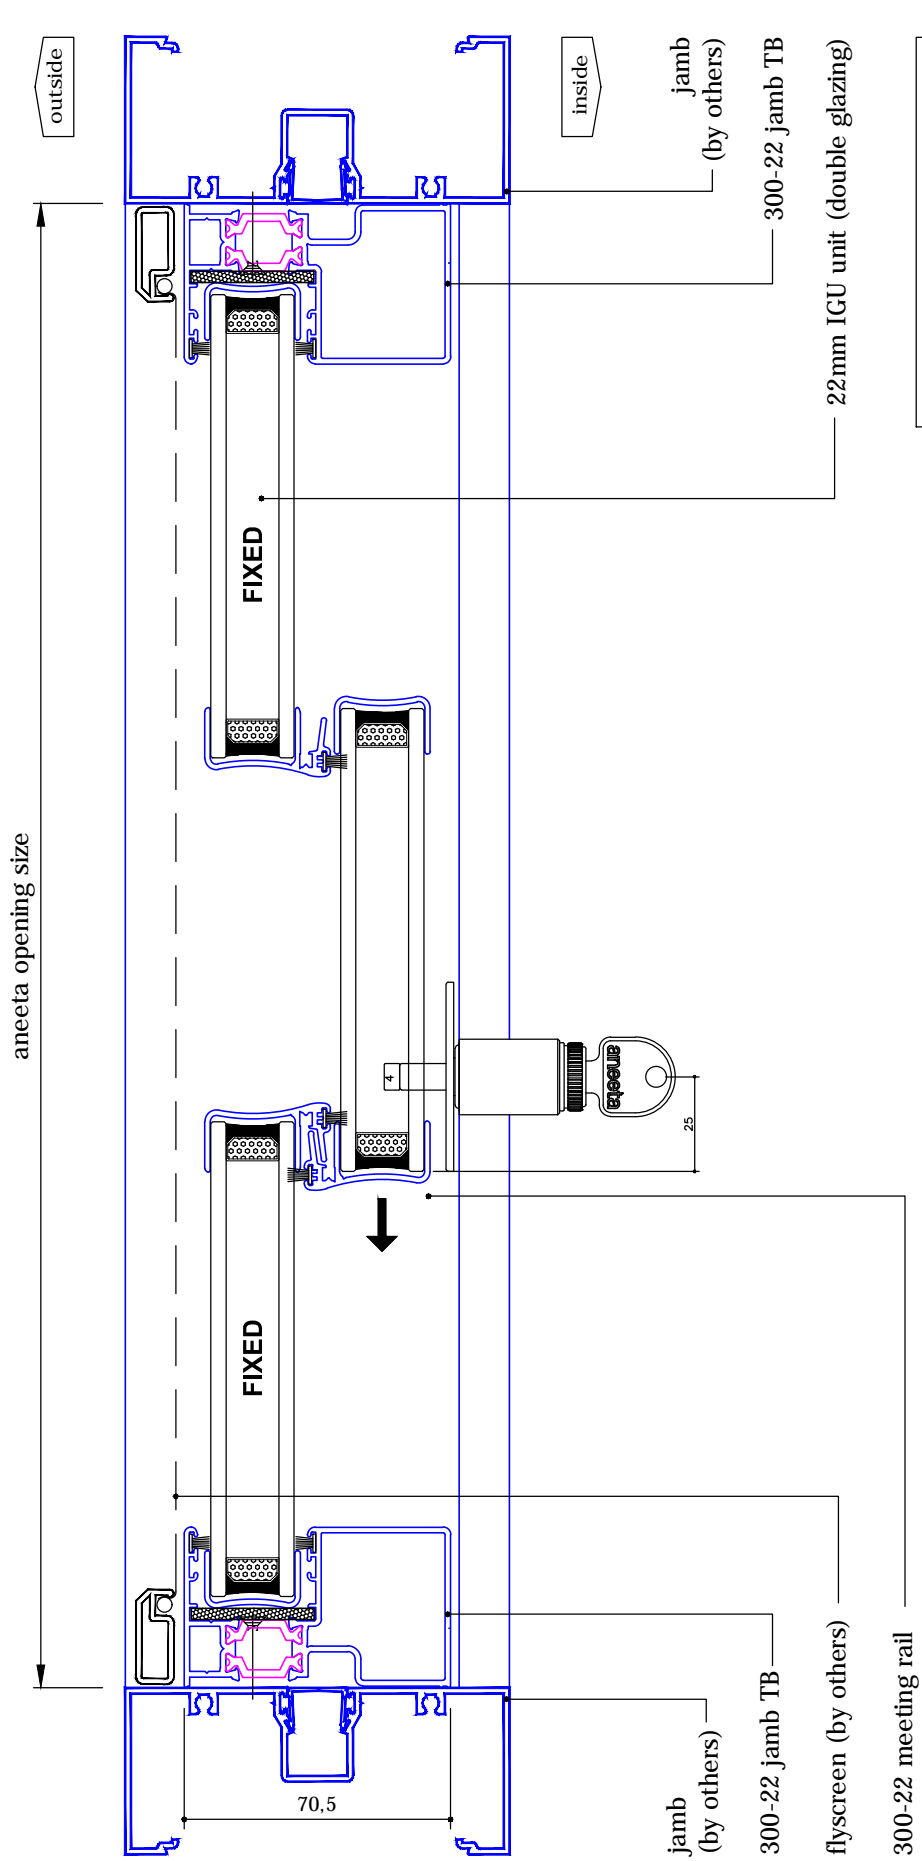 outside
inside
jamb
(by others)
300-22 jamb TB
22mm IGU unit (double glazing)
FIXED
aneeta opening size
4
aneeta
25
FIXED
70,5
jamb
(by others)
300-22 jamb TB
flyscreen (by others)
300-22 meeting rail